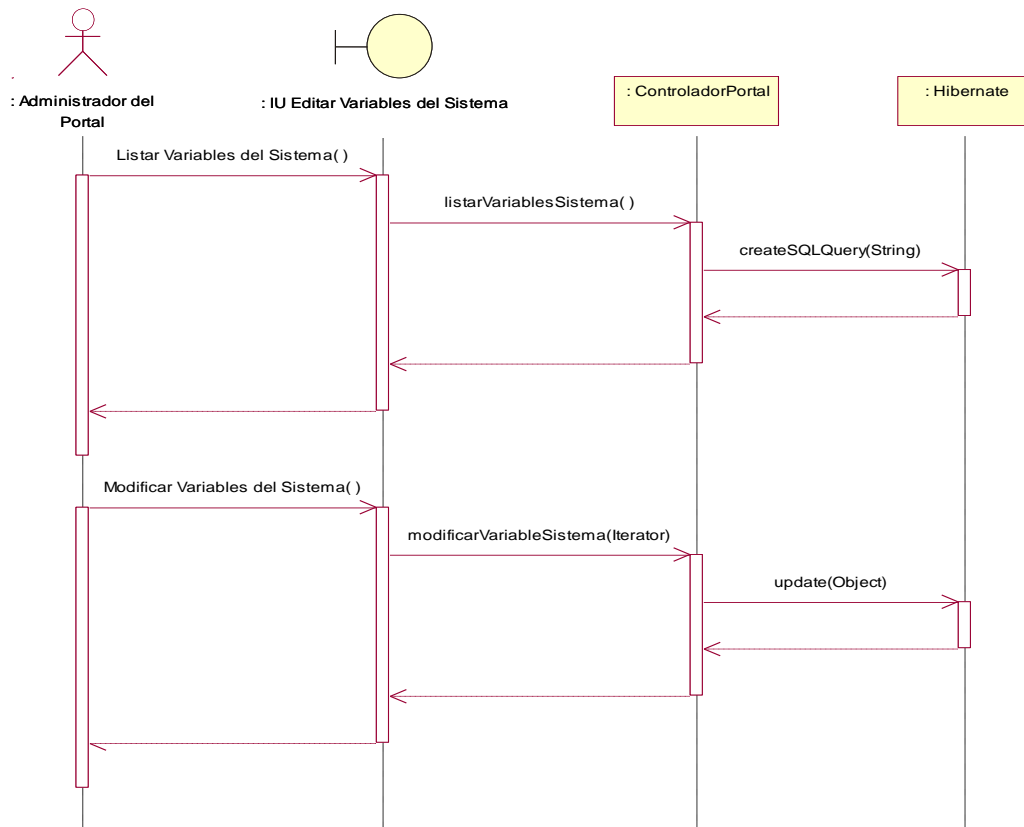 : Administrador del
Portal
: IU Editar Variables del Sistema
: ControladorPortal
: Hibernate
Listar Variables del Sistema( )
listarVariablesSistema( )
createSQLQuery(String)
Modificar Variables del Sistema( )
modificarVariableSistema(Iterator)
update(Object)